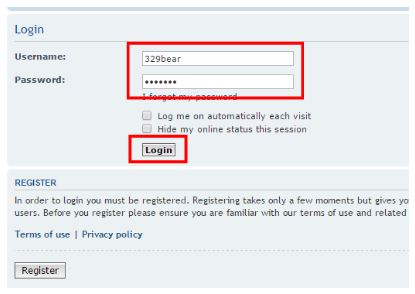 Login
Username: 329bear
Password: •••••••
I forgot my password
Log me on automatically each visit
Hide my online status this session
Login
REGISTER
In order to login you must be registered. Registering takes only a few moments but gives yo
users. Before you register please ensure you are familiar with our terms of use and related
Terms of use | Privacy policy
Register